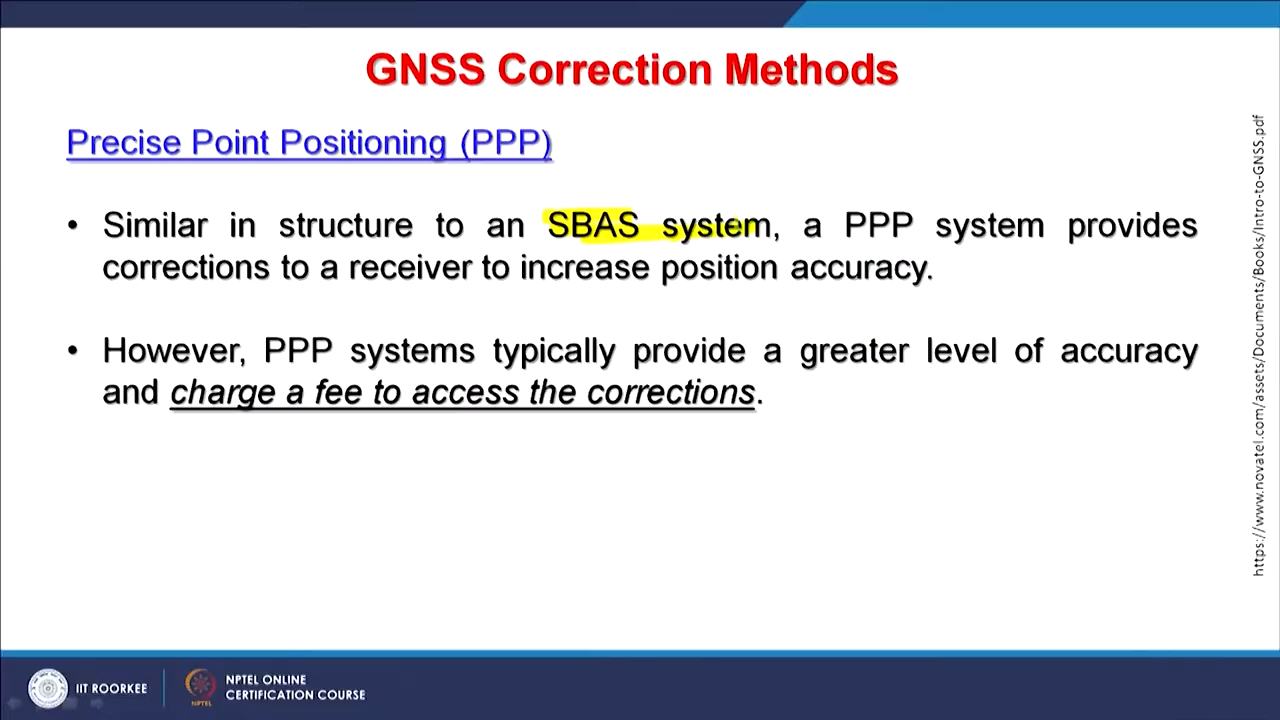 GNSS Correction Methods
Precise Point Positioning (PPP)
• Similar in structure to an SBAS system, a PPP system provides
corrections to a receiver to increase position accuracy.
• However, PPP systems typically provide a greater level of accuracy
and charge a fee to access the corrections.
https://www.novatel.com/assets/Documents/Books/Intro-to-GNSS.pdf
IIT ROORKEE
NPTEL
NPTEL ONLINE
CERTIFICATION COURSE